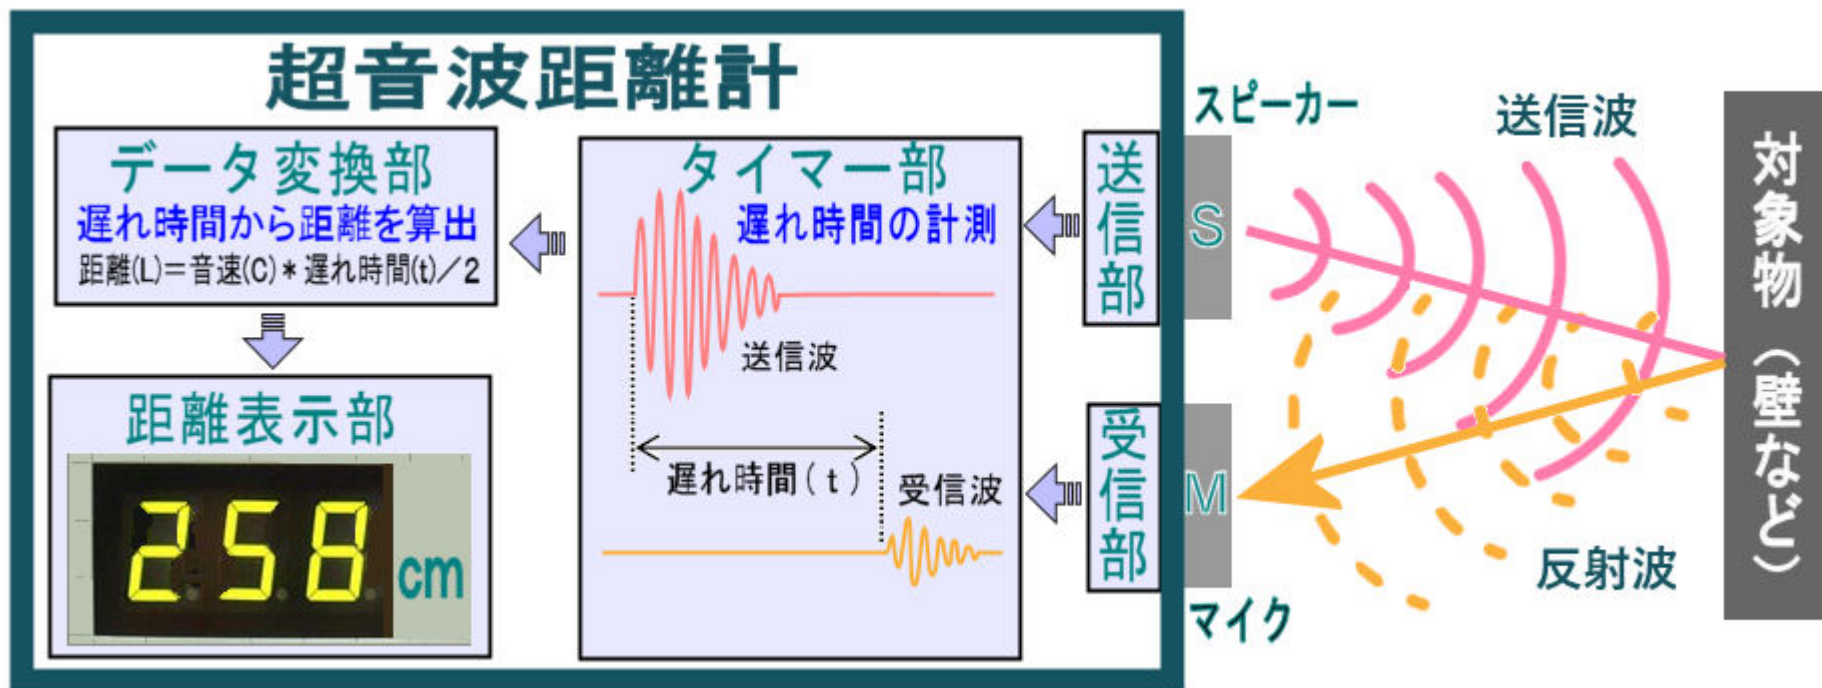 超音波距離計
データ変換部
遅れ時間から距離を算出
距離(L)＝音速(C)*遅れ時間(t)／2
距離表示部
258
cm
タイマー部
遅れ時間の計測
送信波
遅れ時間(t)
受信波
送信部
受信部
スピーカー
S
M
マイク
送信波
反射波
対象物（壁など）